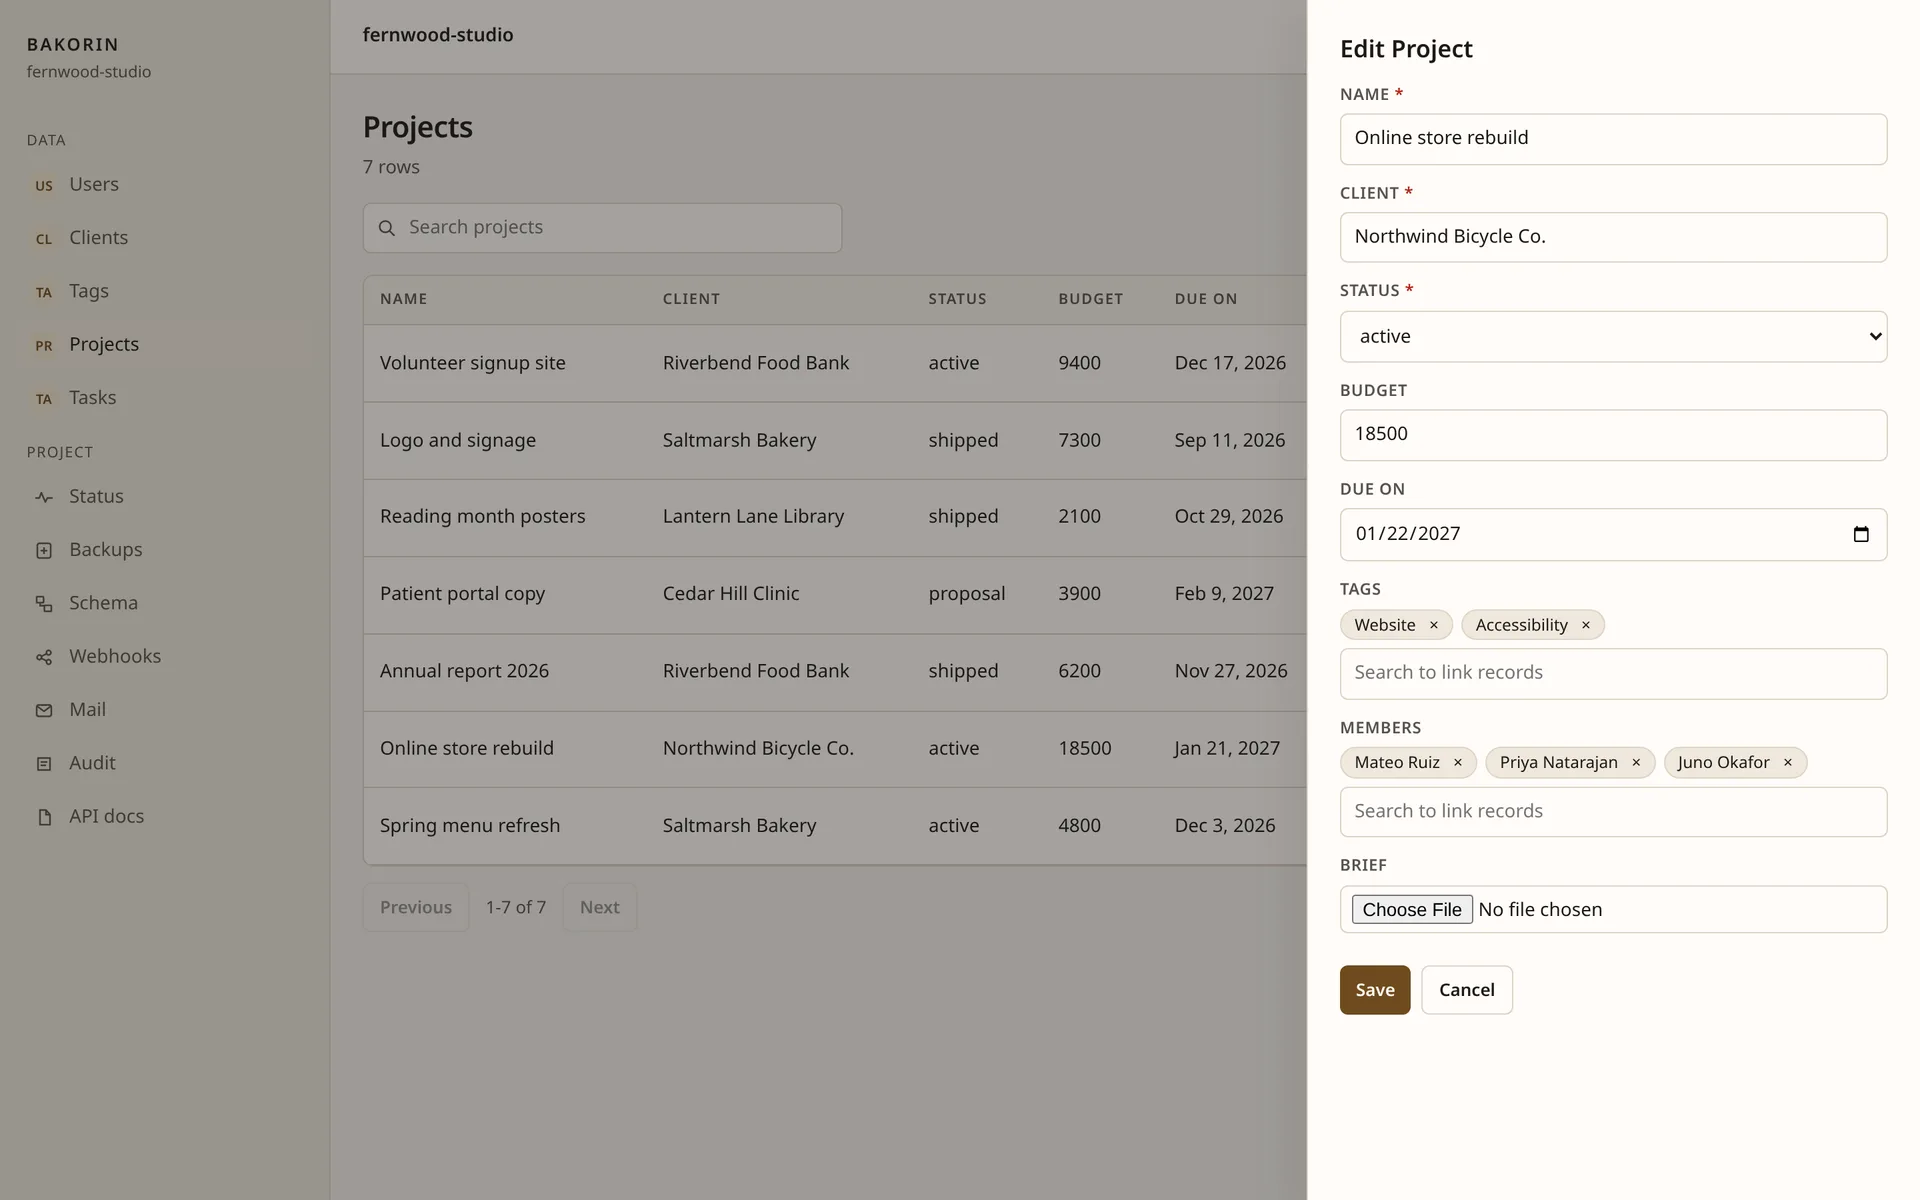 BAKORIN
fernwood-studio
DATA
US Users
CL Clients
TA Tags
PR Projects
TA Tasks
PROJECT
Status
Backups
Schema
Webhooks
Mail
Audit
API docs
fernwood-studio
Projects
7 rows
Search projects
NAME CLIENT STATUS BUDGET DUE ON
Volunteer signup site Riverbend Food Bank active 9400 Dec 17, 2026
Logo and signage Saltmarsh Bakery shipped 7300 Sep 11, 2026
Reading month posters Lantern Lane Library shipped 2100 Oct 29, 2026
Patient portal copy Cedar Hill Clinic proposal 3900 Feb 9, 2027
Annual report 2026 Riverbend Food Bank shipped 6200 Nov 27, 2026
Online store rebuild Northwind Bicycle Co. active 18500 Jan 21, 2027
Spring menu refresh Saltmarsh Bakery active 4800 Dec 3, 2026
Previous 1-7 of 7 Next
Edit Project
NAME *
Online store rebuild
CLIENT *
Northwind Bicycle Co.
STATUS *
active
BUDGET
18500
DUE ON
01/22/2027
TAGS
Website × Accessibility ×
Search to link records
MEMBERS
Mateo Ruiz × Priya Natarajan × Juno Okafor ×
Search to link records
BRIEF
Choose File No file chosen
Save Cancel